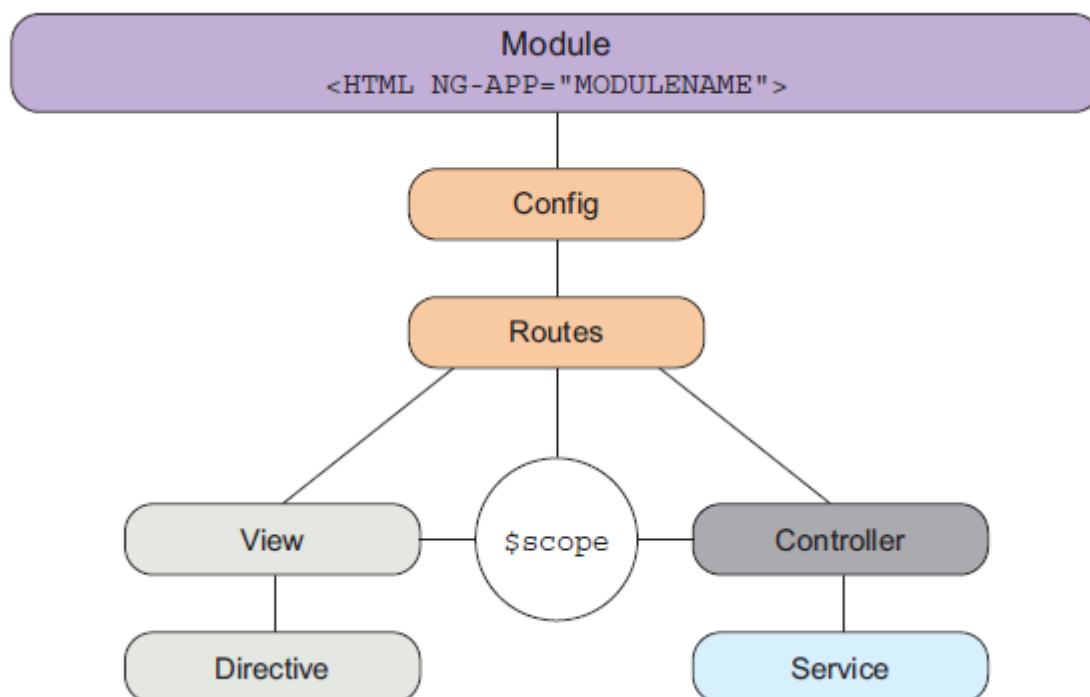 Module
<HTML NG-APP="MODULENAME">
Config
Routes
View
$scope
Controller
Directive
Service